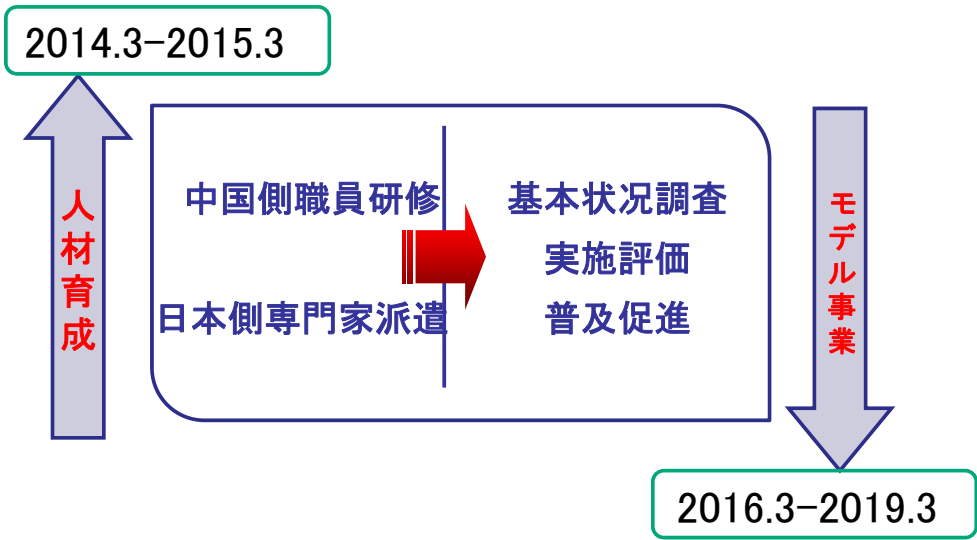 2014.3−2015.3
人材育成
中国側職員研修
日本側専門家派遣
基本状況調査
実施評価
普及促進
モデル事業
2016.3−2019.3